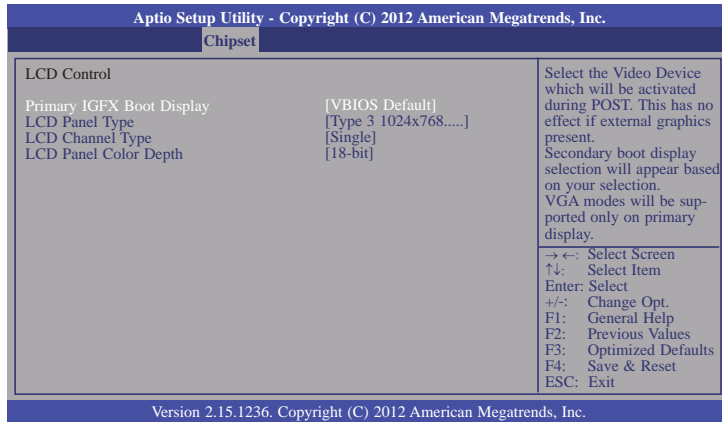 Aptio Setup Utility - Copyright (C) 2012 American Megatrends, Inc.
Chipset
LCD Control
Primary IGFX Boot Display [VBIOS Default]
LCD Panel Type [Type 3 1024x768.....]
LCD Channel Type [Single]
LCD Panel Color Depth [18-bit]
Select the Video Device
which will be activated
during POST. This has no
effect if external graphics
present.
Secondary boot display
selection will appear based
on your selection.
VGA modes will be sup-
ported only on primary
display.
→ ←: Select Screen
↑↓: Select Item
Enter: Select
+/-: Change Opt.
F1: General Help
F2: Previous Values
F3: Optimized Defaults
F4: Save & Reset
ESC: Exit
Version 2.15.1236. Copyright (C) 2012 American Megatrends, Inc.